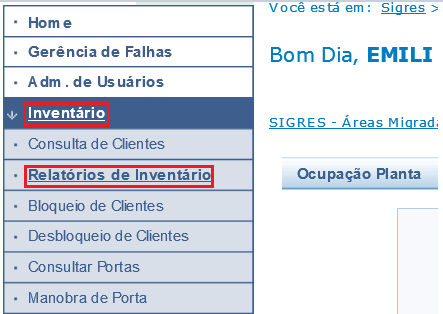 Home
Gerência de Falhas
Adm. de Usuários
Inventário
Consulta de Clientes
Relatórios de Inventário
Bloqueio de Clientes
Desbloqueio de Clientes
Consultar Portas
Manobra de Porta
Você está em: Sigres >
Bom Dia, EMILI
SIGRES - Áreas Migrada
Ocupação Planta